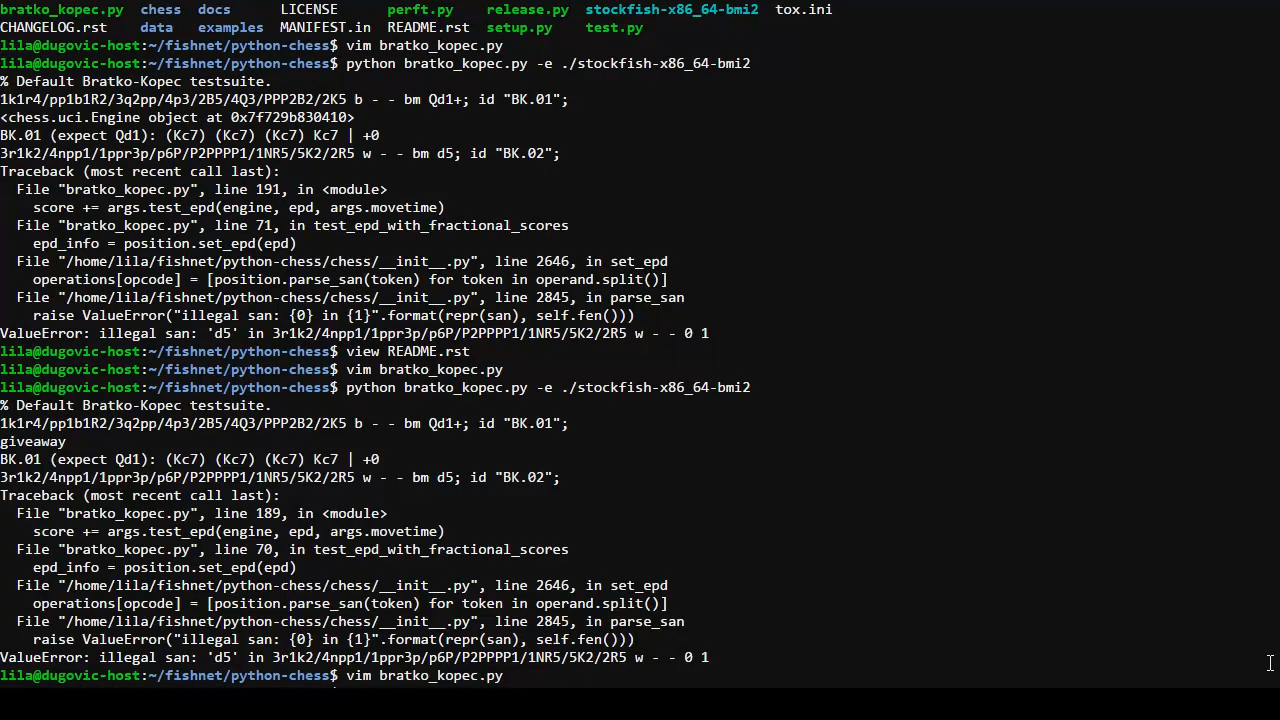 bratko_kopec.py  chess  docs      LICENSE      perft.py    release.py  stockfish-x86_64-bmi2  tox.ini
CHANGELOG.rst    data   examples  MANIFEST.in  README.rst  setup.py    test.py
lila@dugovic-host:~/fishnet/python-chess$ vim bratko_kopec.py
lila@dugovic-host:~/fishnet/python-chess$ python bratko_kopec.py -e ./stockfish-x86_64-bmi2
% Default Bratko-Kopec testsuite.
1k1r4/pp1b1R2/3q2pp/4p3/2B5/4Q3/PPP2B2/2K5 b - - bm Qd1+; id "BK.01";
<chess.uci.Engine object at 0x7f729b830410>
BK.01 (expect Qd1): (Kc7) (Kc7) (Kc7) Kc7 | +0
3r1k2/4npp1/1ppr3p/p6P/P2PPPP1/1NR5/5K2/2R5 w - - bm d5; id "BK.02";
Traceback (most recent call last):
  File "bratko_kopec.py", line 191, in <module>
    score += args.test_epd(engine, epd, args.movetime)
  File "bratko_kopec.py", line 71, in test_epd_with_fractional_scores
    epd_info = position.set_epd(epd)
  File "/home/lila/fishnet/python-chess/chess/__init__.py", line 2646, in set_epd
    operations[opcode] = [position.parse_san(token) for token in operand.split()]
  File "/home/lila/fishnet/python-chess/chess/__init__.py", line 2845, in parse_san
    raise ValueError("illegal san: {0} in {1}".format(repr(san), self.fen()))
ValueError: illegal san: 'd5' in 3r1k2/4npp1/1ppr3p/p6P/P2PPPP1/1NR5/5K2/2R5 w - - 0 1
lila@dugovic-host:~/fishnet/python-chess$ view README.rst
lila@dugovic-host:~/fishnet/python-chess$ vim bratko_kopec.py
lila@dugovic-host:~/fishnet/python-chess$ python bratko_kopec.py -e ./stockfish-x86_64-bmi2
% Default Bratko-Kopec testsuite.
1k1r4/pp1b1R2/3q2pp/4p3/2B5/4Q3/PPP2B2/2K5 b - - bm Qd1+; id "BK.01";
giveaway
BK.01 (expect Qd1): (Kc7) (Kc7) (Kc7) Kc7 | +0
3r1k2/4npp1/1ppr3p/p6P/P2PPPP1/1NR5/5K2/2R5 w - - bm d5; id "BK.02";
Traceback (most recent call last):
  File "bratko_kopec.py", line 189, in <module>
    score += args.test_epd(engine, epd, args.movetime)
  File "bratko_kopec.py", line 70, in test_epd_with_fractional_scores
    epd_info = position.set_epd(epd)
  File "/home/lila/fishnet/python-chess/chess/__init__.py", line 2646, in set_epd
    operations[opcode] = [position.parse_san(token) for token in operand.split()]
  File "/home/lila/fishnet/python-chess/chess/__init__.py", line 2845, in parse_san
    raise ValueError("illegal san: {0} in {1}".format(repr(san), self.fen()))
ValueError: illegal san: 'd5' in 3r1k2/4npp1/1ppr3p/p6P/P2PPPP1/1NR5/5K2/2R5 w - - 0 1
lila@dugovic-host:~/fishnet/python-chess$ vim bratko_kopec.py